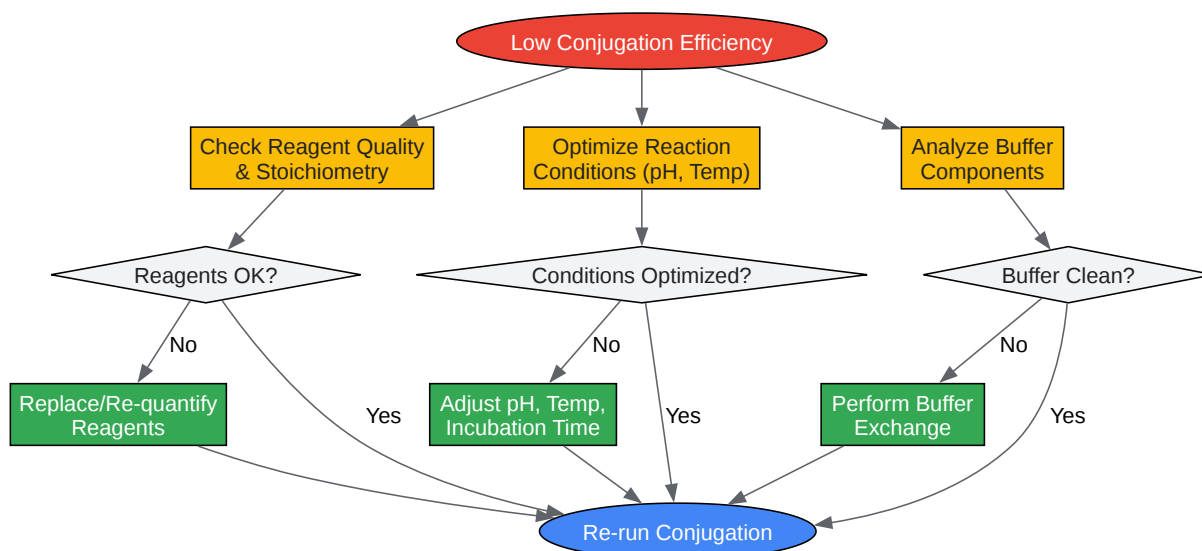 Low Conjugation Efficiency
Check Reagent Quality
& Stoichiometry
Optimize Reaction
Conditions (pH, Temp)
Analyze Buffer
Components
Reagents OK?
Conditions Optimized?
Buffer Clean?
No
No
No
Replace/Re-quantify
Reagents
Yes
Adjust pH, Temp,
Incubation Time
Yes
Perform Buffer
Exchange
Yes
Re-run Conjugation